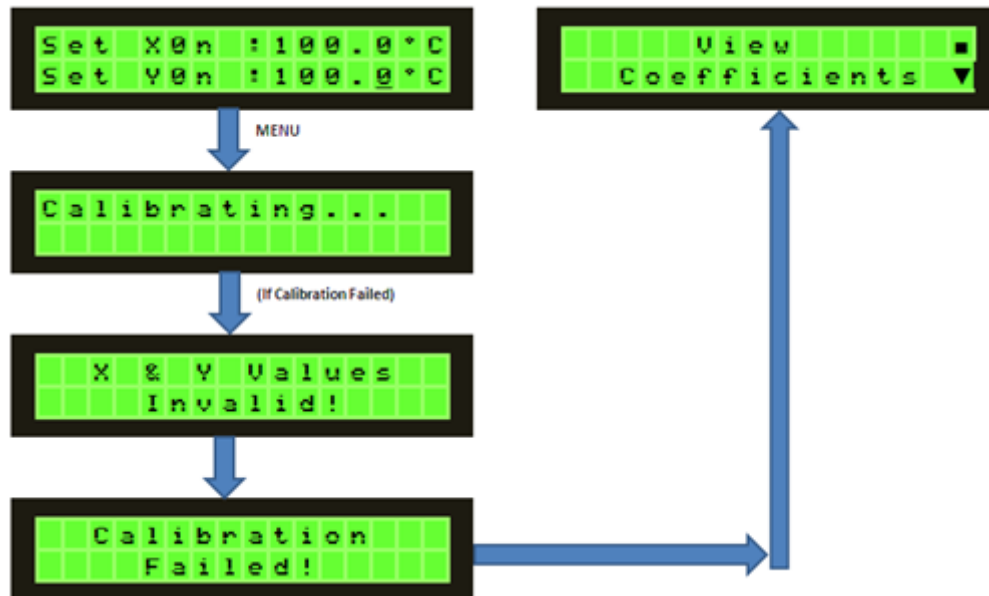 Set X0n :100.0°C
Set Y0n :100.0°C
MENU
Calibrating...
(If Calibration Failed)
X & Y Values
Invalid!
Calibration
Failed!
View ■
Coefficients ▼